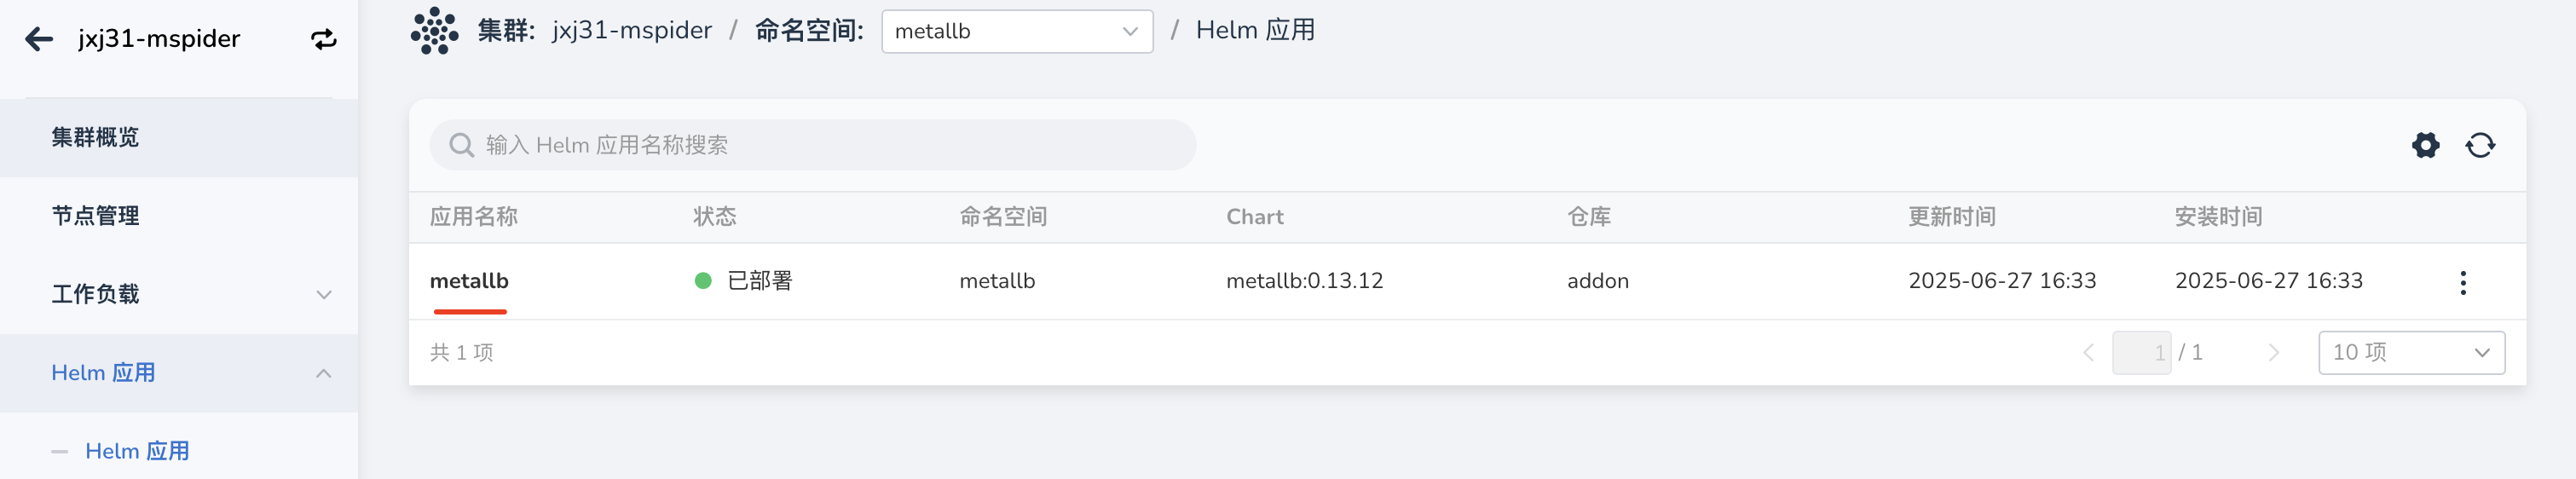 jxj31-mspider
集群: jxj31-mspider / 命名空间: metallb / Helm 应用
集群概览
节点管理
工作负载
Helm 应用
Helm 应用
输入 Helm 应用名称搜索
应用名称 状态 命名空间 Chart 仓库 更新时间 安装时间
metallb 已部署 metallb metallb:0.13.12 addon 2025-06-27 16:33 2025-06-27 16:33
共 1 项 1 / 1 10 项